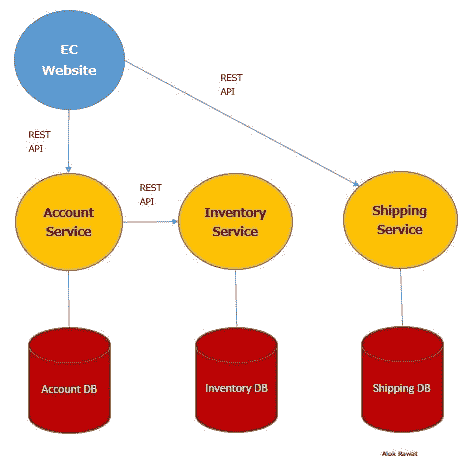 EC
Website
REST
API
REST
API
REST
API
Account
Service
Inventory
Service
Shipping
Service
Account DB
Inventory DB
Shipping DB
Alok Rawat